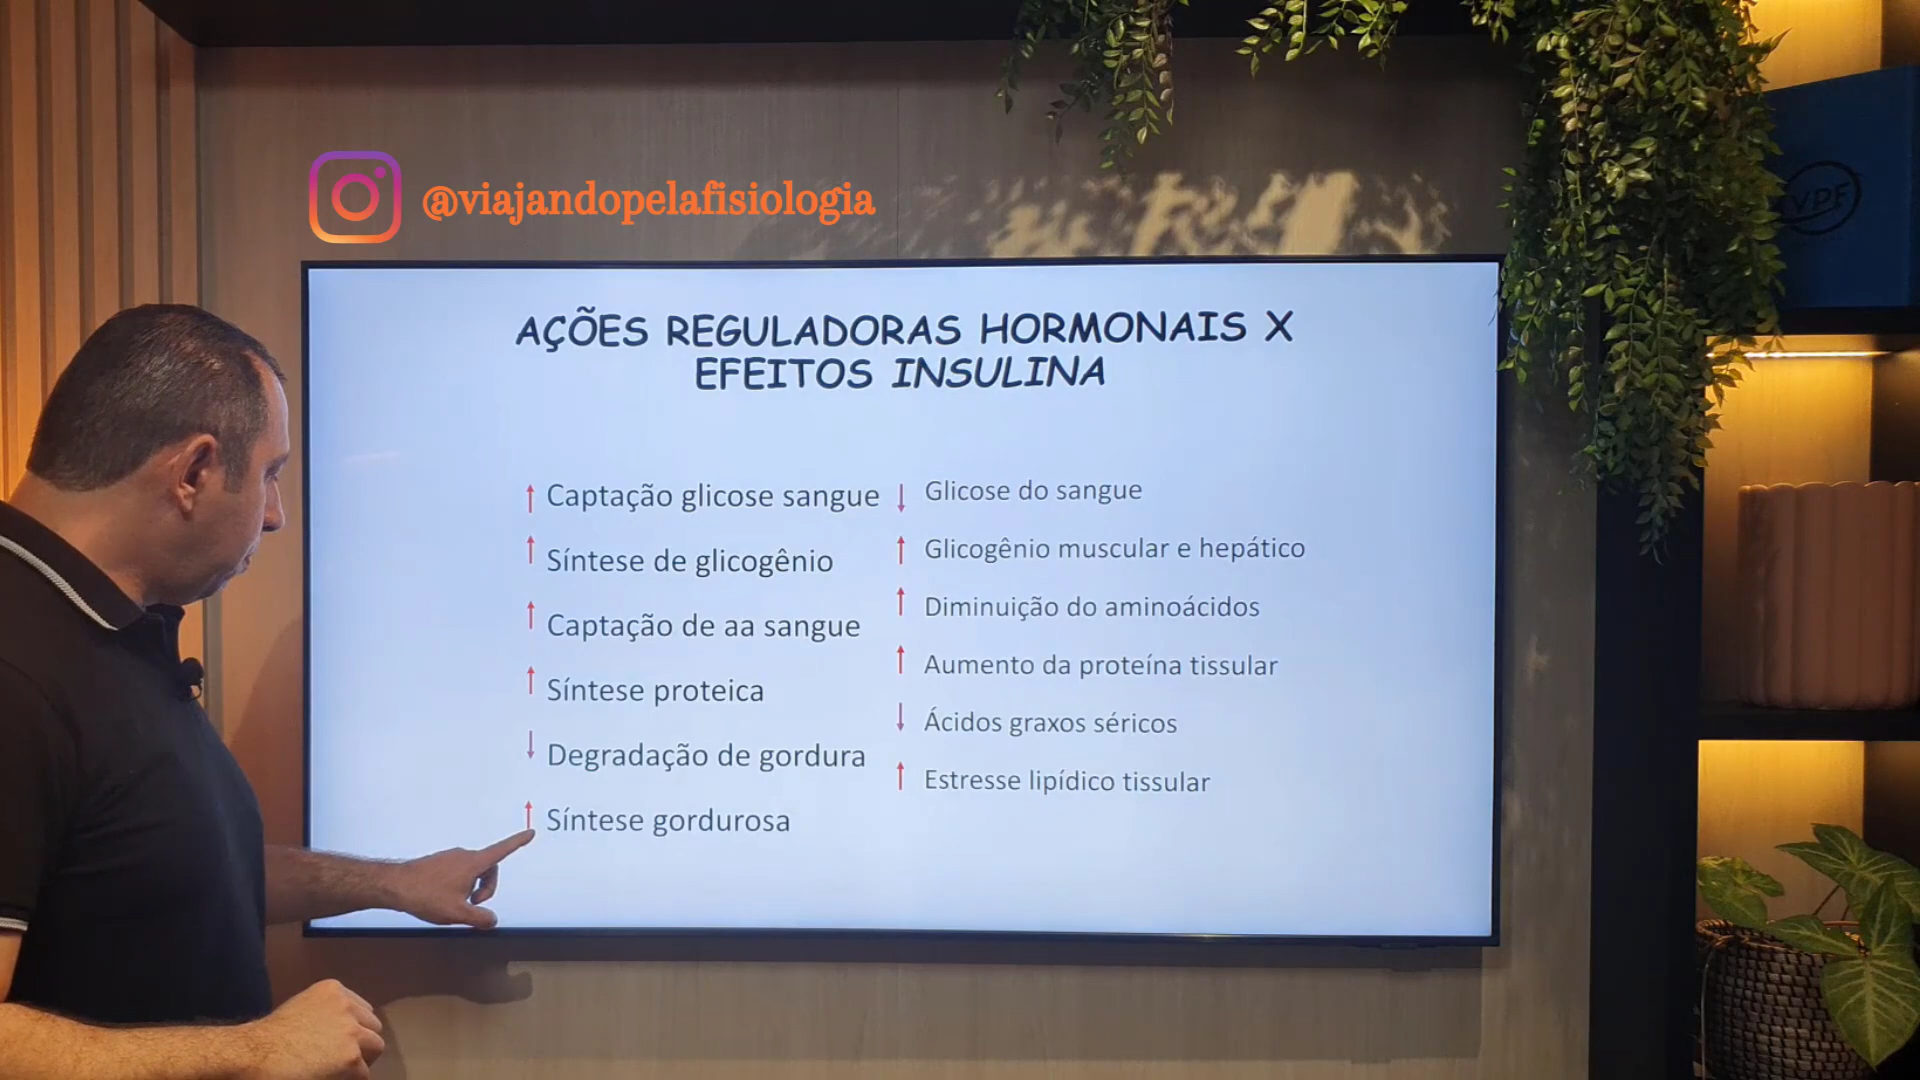 @viajandopelafisiologia
VPF
AÇÕES REGULADORAS HORMONAIS X
EFEITOS INSULINA
↑ Captação glicose sangue
↑ Síntese de glicogênio
↑ Captação de aa sangue
↑ Síntese proteica
↓ Degradação de gordura
↑ Síntese gordurosa
↓ Glicose do sangue
↑ Glicogênio muscular e hepático
↑ Diminuição do aminoácidos
↑ Aumento da proteína tissular
↓ Ácidos graxos séricos
↑ Estresse lipídico tissular